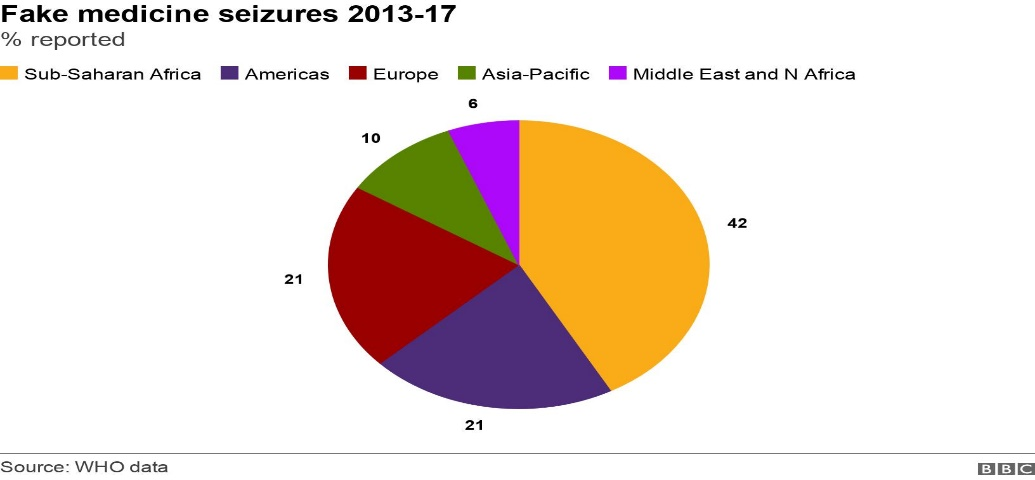 Fake medicine seizures 2013-17
% reported
Sub-Saharan Africa Americas Europe Asia-Pacific Middle East and N Africa
6
10
42
21
21
Source: WHO data
BBC